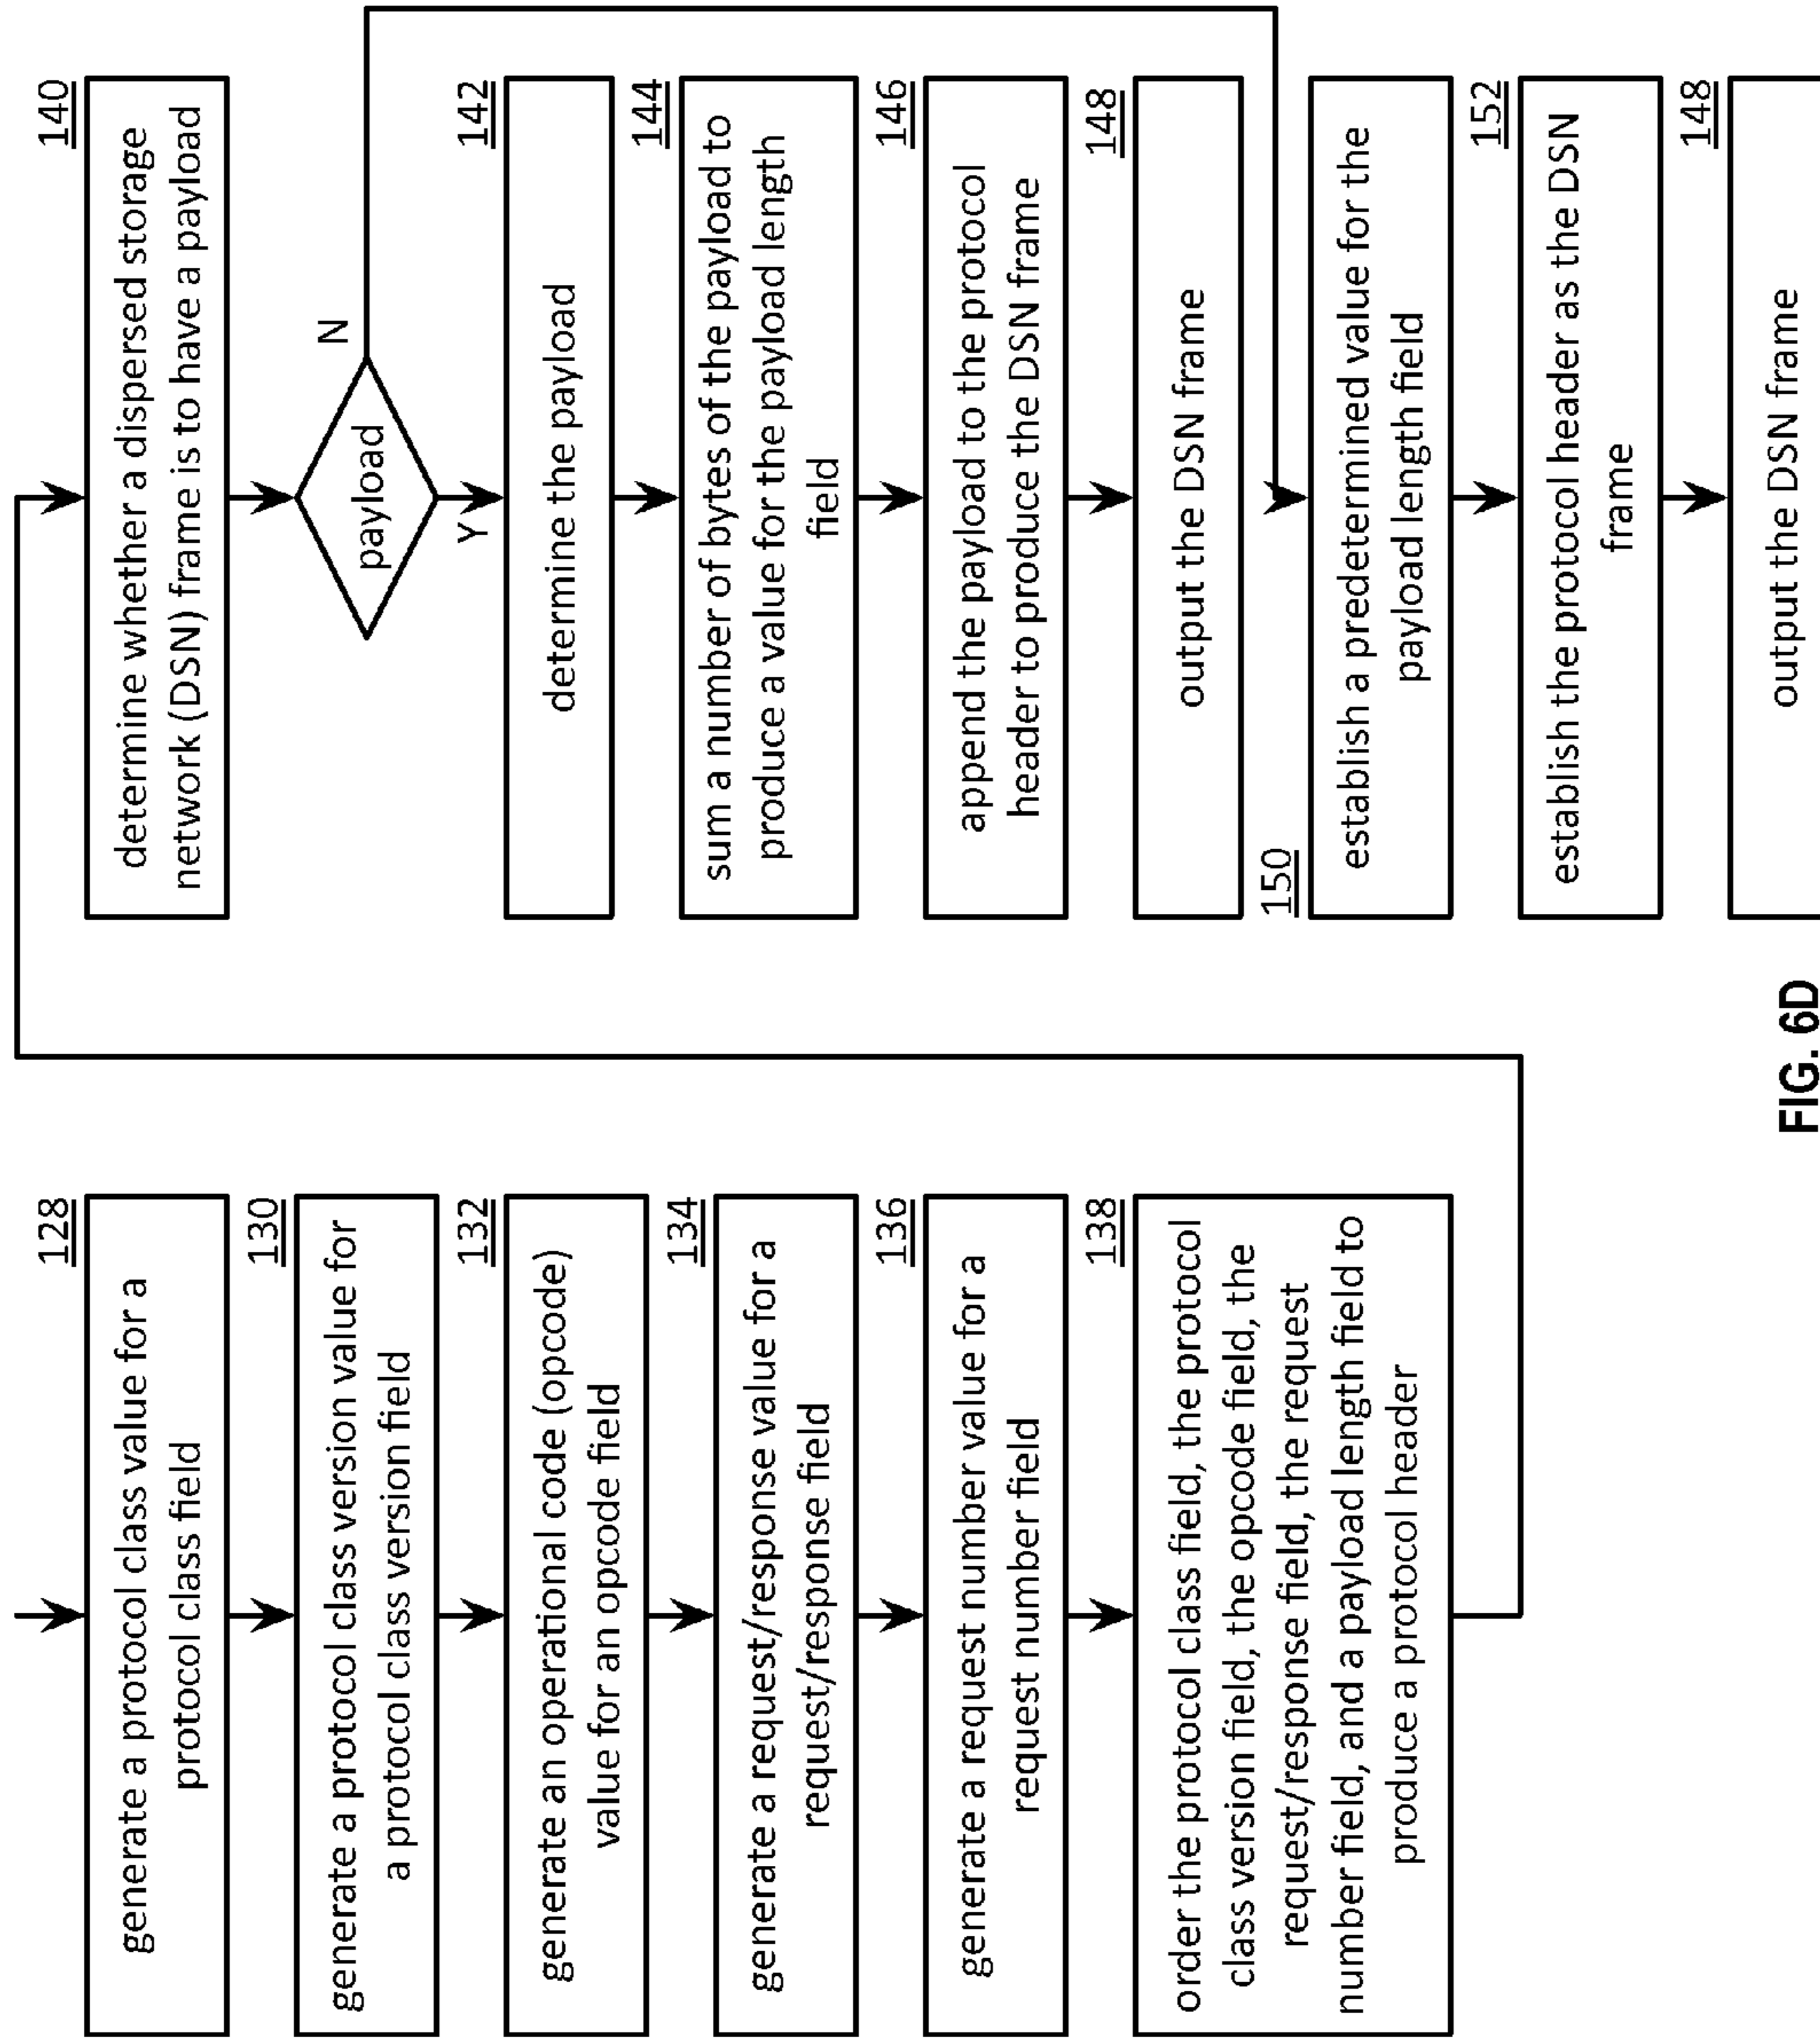 128
generate a protocol class value for a
protocol class field
130
generate a protocol class version value for
a protocol class version field
132
generate an operational code (opcode)
value for an opcode field
134
generate a request/response value for a
request/response field
136
generate a request number value for a
request number field
138
order the protocol class field, the protocol
class version field, the opcode field, the
request/response field, the request
number field, and a payload length field to
produce a protocol header
140
determine whether a dispersed storage
network (DSN) frame is to have a payload
payload
N
Y
142
determine the payload
144
sum a number of bytes of the payload to
produce a value for the payload length
field
146
append the payload to the protocol
header to produce the DSN frame
148
output the DSN frame
150
establish a predetermined value for the
payload length field
152
establish the protocol header as the DSN
frame
148
output the DSN frame
FIG. 6D